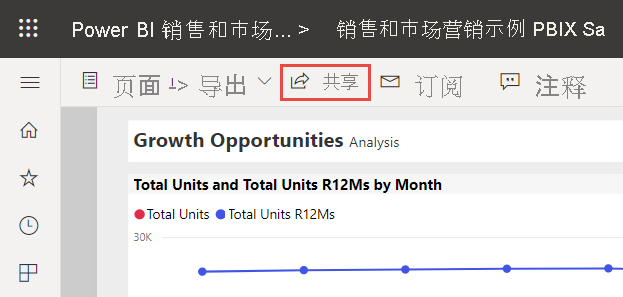 Power BI 销售和市场... > 销售和市场营销示例 PBIX Sa
页面 导出 共享 订阅 注释
Growth Opportunities Analysis
Total Units and Total Units R12Ms by Month
Total Units Total Units R12Ms
30K